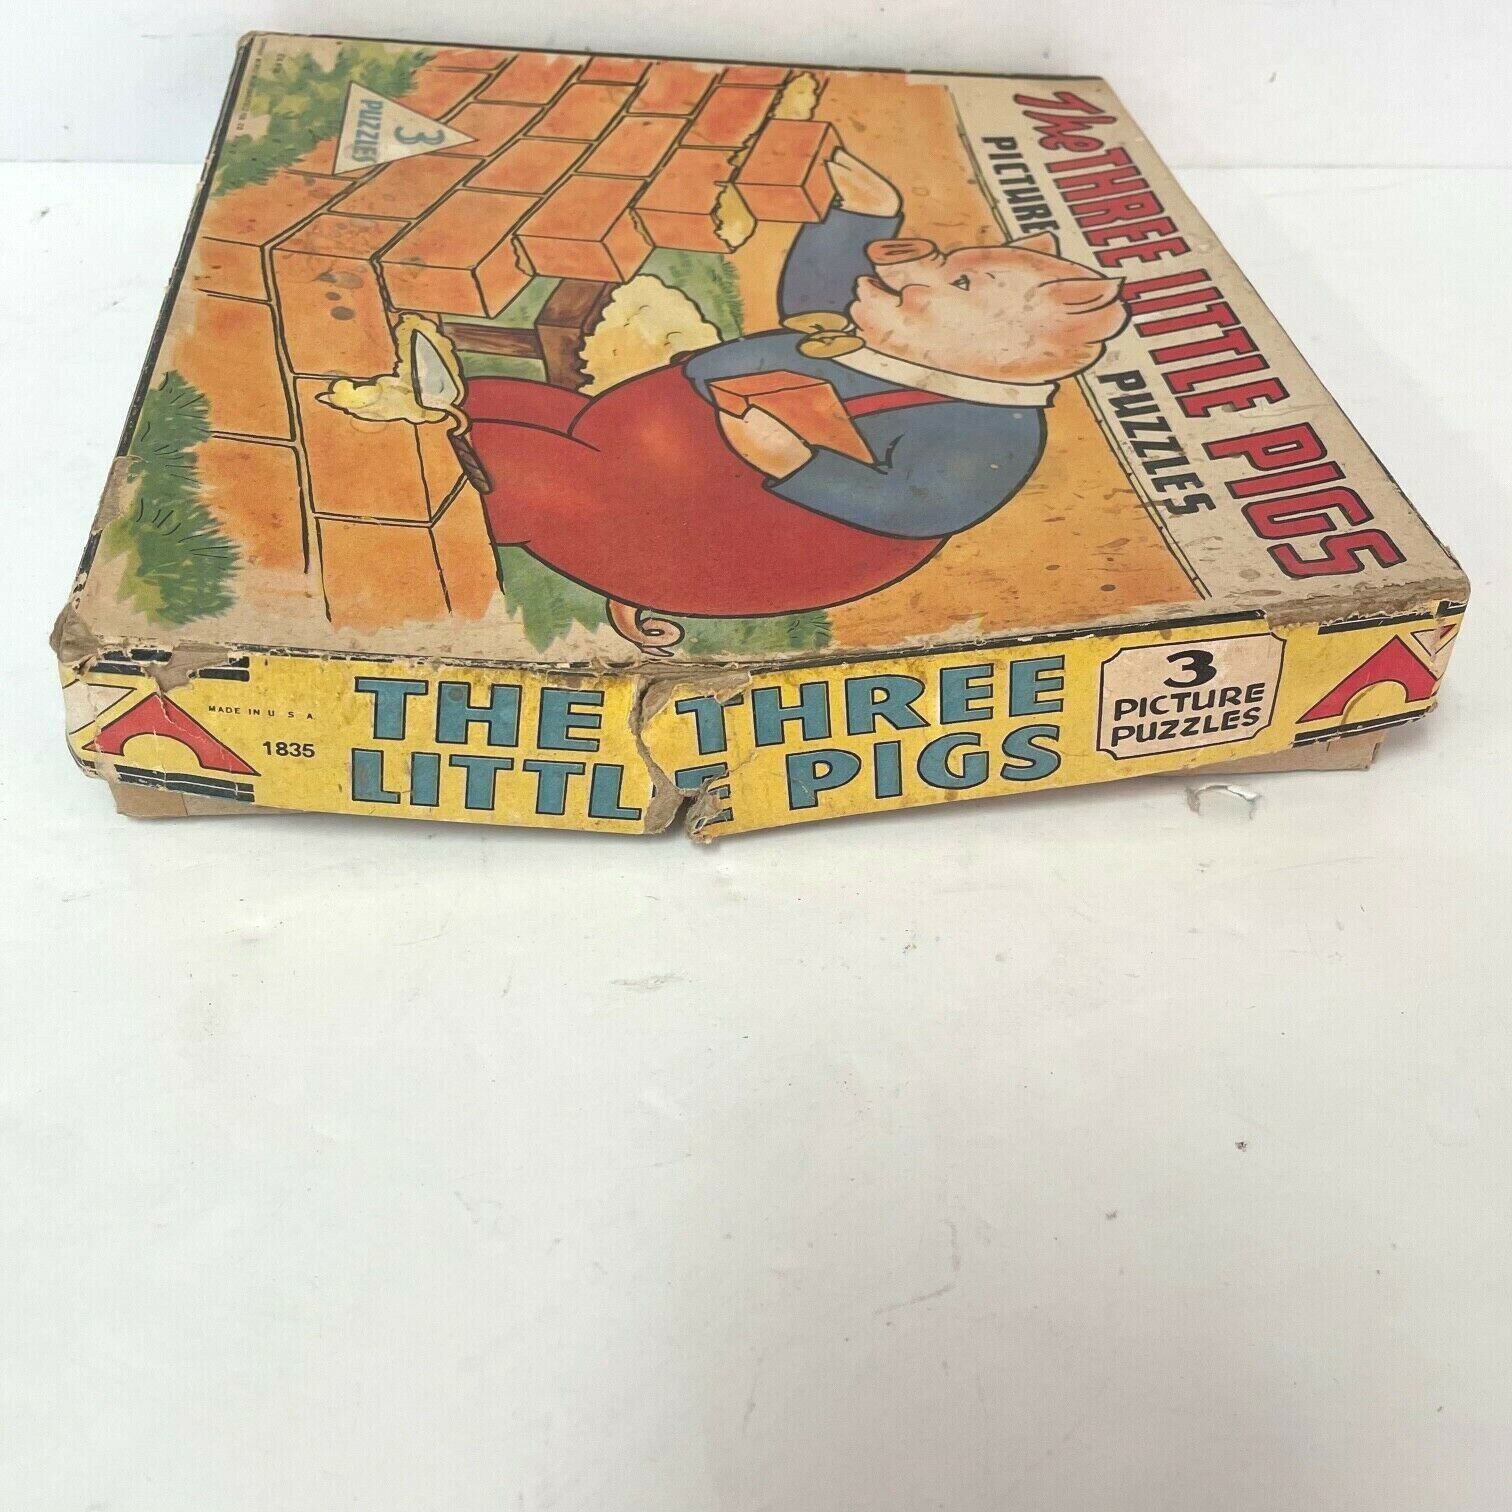 The THREE LITTLE PIGS
PICTURE PUZZLES
3
PUZZLES
MADE IN U S A
1835
THE THREE
LITTLE PIGS
3
PICTURE
PUZZLES